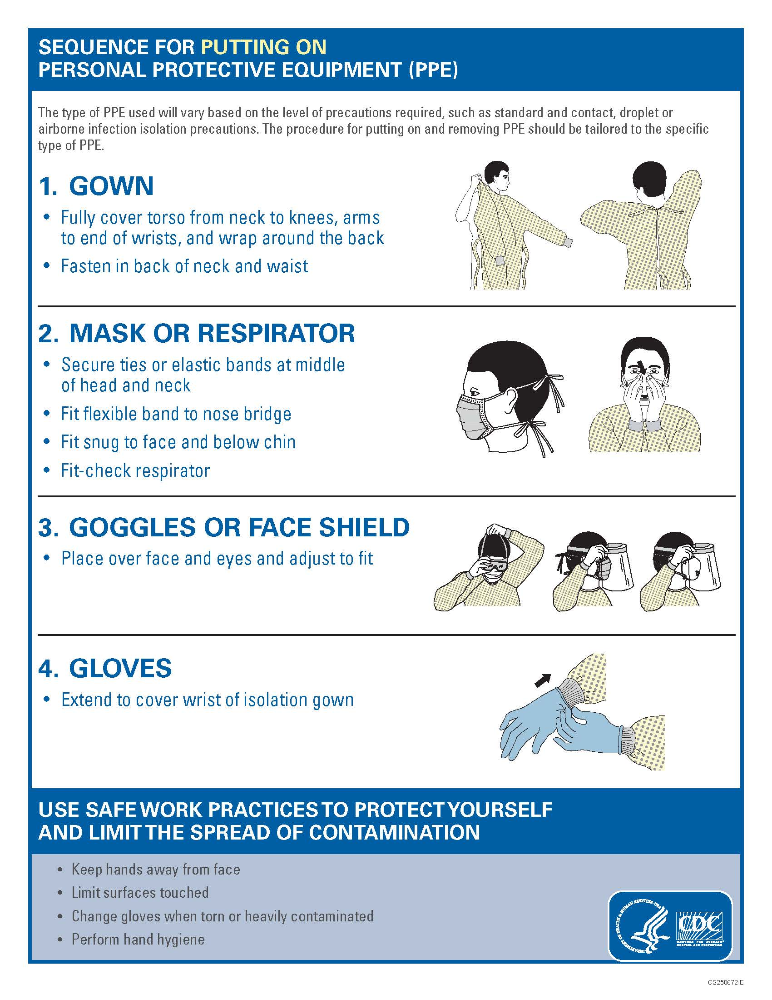 SEQUENCE FOR PUTTING ON
PERSONAL PROTECTIVE EQUIPMENT (PPE)
The type of PPE used will vary based on the level of precautions required, such as standard and contact, droplet or
airborne infection isolation precautions. The procedure for putting on and removing PPE should be tailored to the specific
type of PPE.
1. GOWN
• Fully cover torso from neck to knees, arms
to end of wrists, and wrap around the back
• Fasten in back of neck and waist
2. MASK OR RESPIRATOR
• Secure ties or elastic bands at middle
of head and neck
• Fit flexible band to nose bridge
• Fit snug to face and below chin
• Fit-check respirator
3. GOGGLES OR FACE SHIELD
• Place over face and eyes and adjust to fit
4. GLOVES
• Extend to cover wrist of isolation gown
USE SAFE WORK PRACTICES TO PROTECT YOURSELF
AND LIMIT THE SPREAD OF CONTAMINATION
• Keep hands away from face
• Limit surfaces touched
• Change gloves when torn or heavily contaminated
• Perform hand hygiene
DEPARTMENT OF HEALTH & HUMAN SERVICES·USA
CDC
CENTERS FOR DISEASE
CONTROL AND PREVENTION
CS250672-E